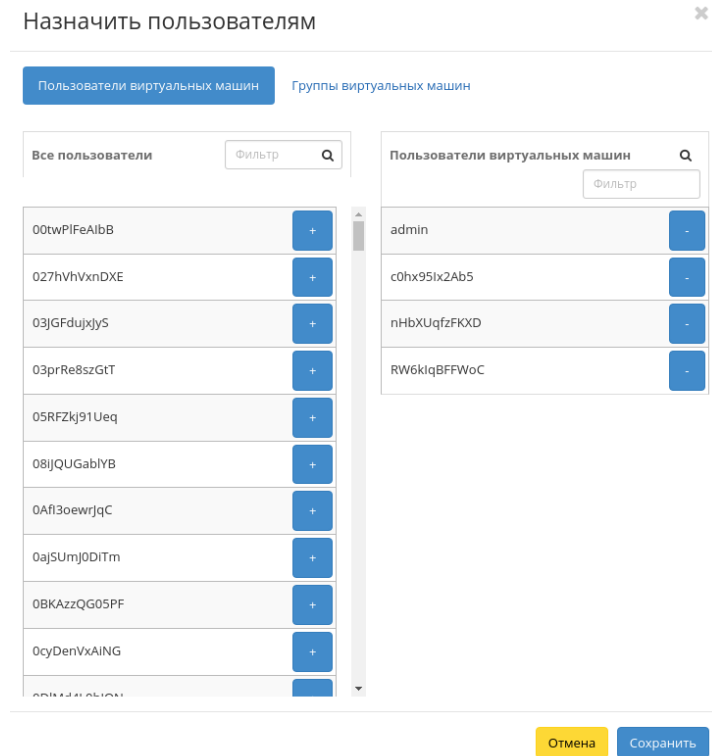 Назначить пользователям
Пользователи виртуальных машин
Группы виртуальных машин
Все пользователи
Фильтр
00twPlFeAIbB
+
027hVhVxnDXE
+
03JGFdujxJyS
+
03prRe8szGtT
+
05RFZkj91Ueq
+
08iJQUGablYB
+
0AfI3oewrJqC
+
0ajSUmJ0DiTm
+
0BKAzzQG05PF
+
0cyDenVxAiNG
+
Пользователи виртуальных машин
Фильтр
admin
-
c0hx95Ix2Ab5
-
nHbXUqfzFKXD
-
RW6kIqBFFWoC
-
Отмена
Сохранить